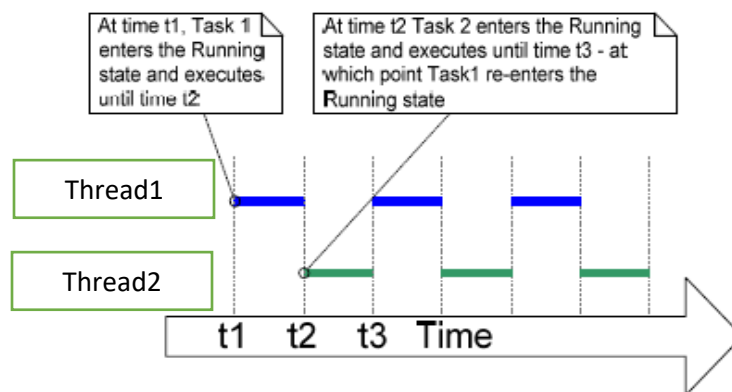 At time t1, Task 1
enters the Running
state and executes
until time t2
At time t2 Task 2 enters the Running
state and executes until time t3 - at
which point Task1 re-enters the
Running state
Thread1
Thread2
t1 t2 t3 Time